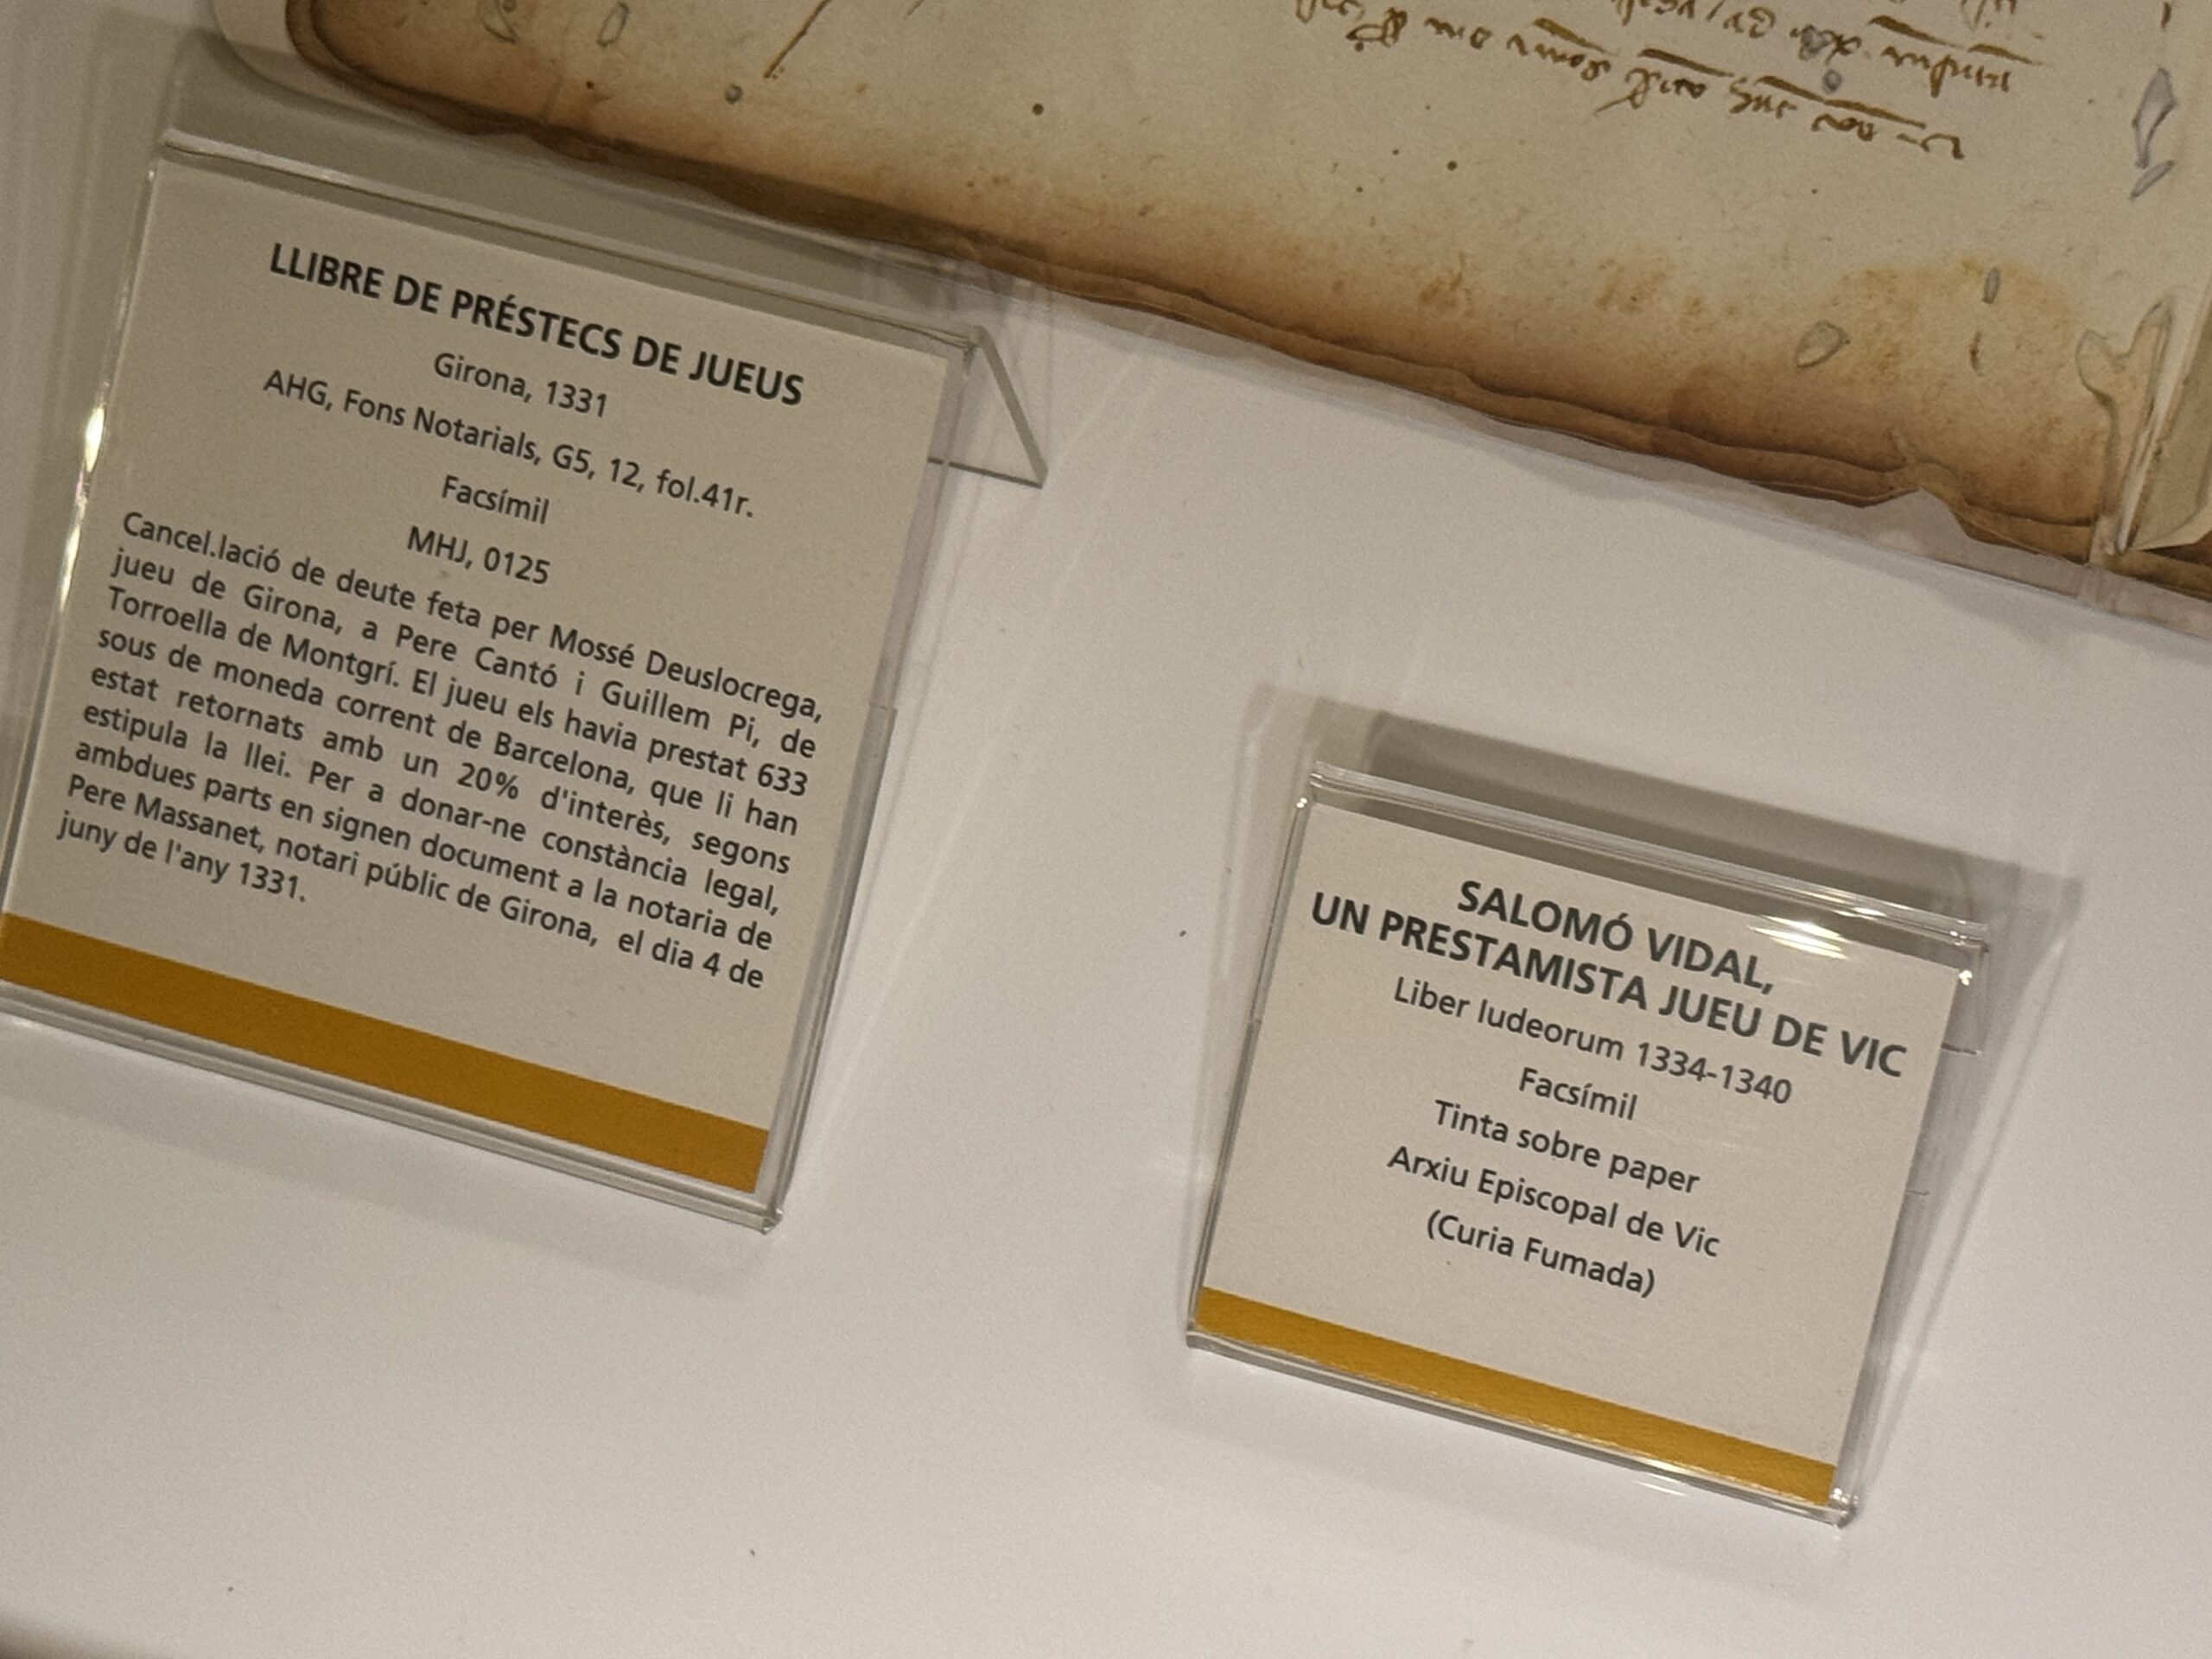 LLIBRE DE PRÉSTECS DE JUEUS
Girona, 1331
AHG, Fons Notarials, G5, 12, fol.41r.
Facsímil
MHJ, 0125
Cancel.lació de deute feta per Mossé Deuslocrega,
jueu de Girona, a Pere Cantó i Guillem Pi, de
Torroella de Montgrí. El jueu els havia prestat 633
sous de moneda corrent de Barcelona, que li han
estat retornats amb un 20% d'interès, segons
estipula la llei. Per a donar-ne constància legal,
ambdues parts en signen document a la notaria de
Pere Massanet, notari públic de Girona, el dia 4 de
juny de l'any 1331.
SALOMÓ VIDAL,
UN PRESTAMISTA JUEU DE VIC
Liber Iudeorum 1334-1340
Facsímil
Tinta sobre paper
Arxiu Episcopal de Vic
(Curia Fumada)